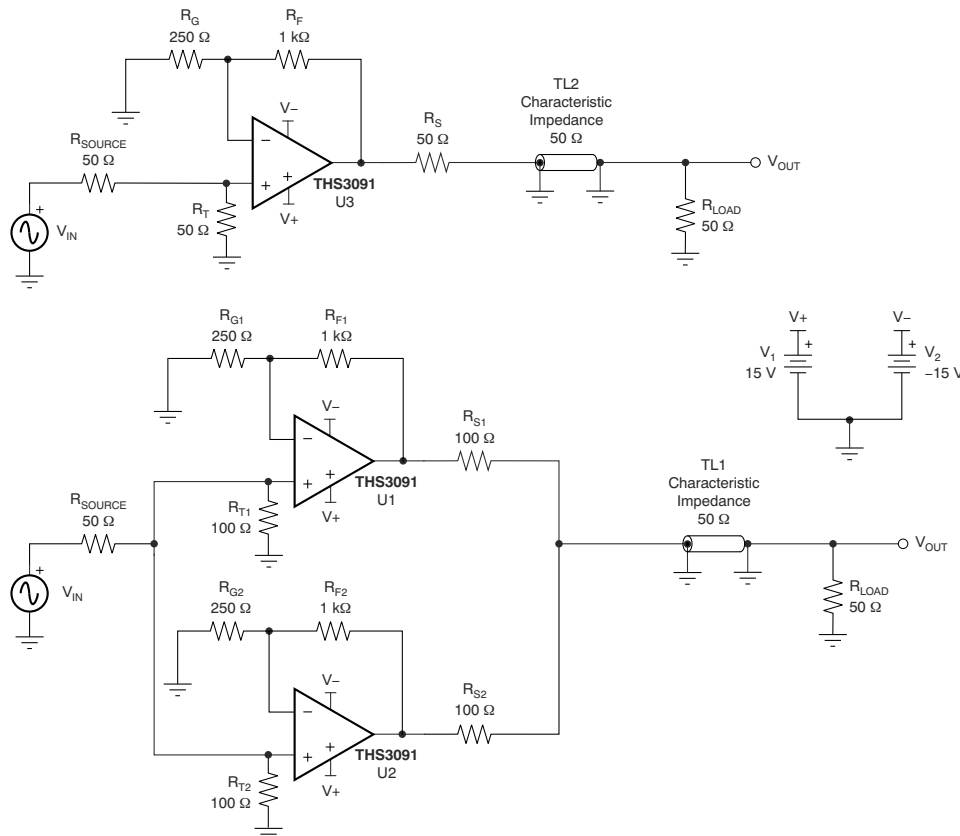 R_G
250 Ω
R_F
1 kΩ
TL2
Characteristic
Impedance
50 Ω
V−
R_S
50 Ω
R_SOURCE
50 Ω
−
+
+
THS3091
U3
V+
V_OUT
+
V_IN
R_T
50 Ω
R_LOAD
50 Ω
R_G1
250 Ω
R_F1
1 kΩ
V+
V−
+
+
V_1
15 V
V_2
−15 V
V−
R_S1
100 Ω
−
+
+
THS3091
U1
V+
TL1
Characteristic
Impedance
50 Ω
R_SOURCE
50 Ω
R_T1
100 Ω
V_OUT
+
V_IN
R_G2
250 Ω
R_F2
1 kΩ
R_LOAD
50 Ω
V−
R_S2
100 Ω
−
+
+
THS3091
U2
V+
R_T2
100 Ω